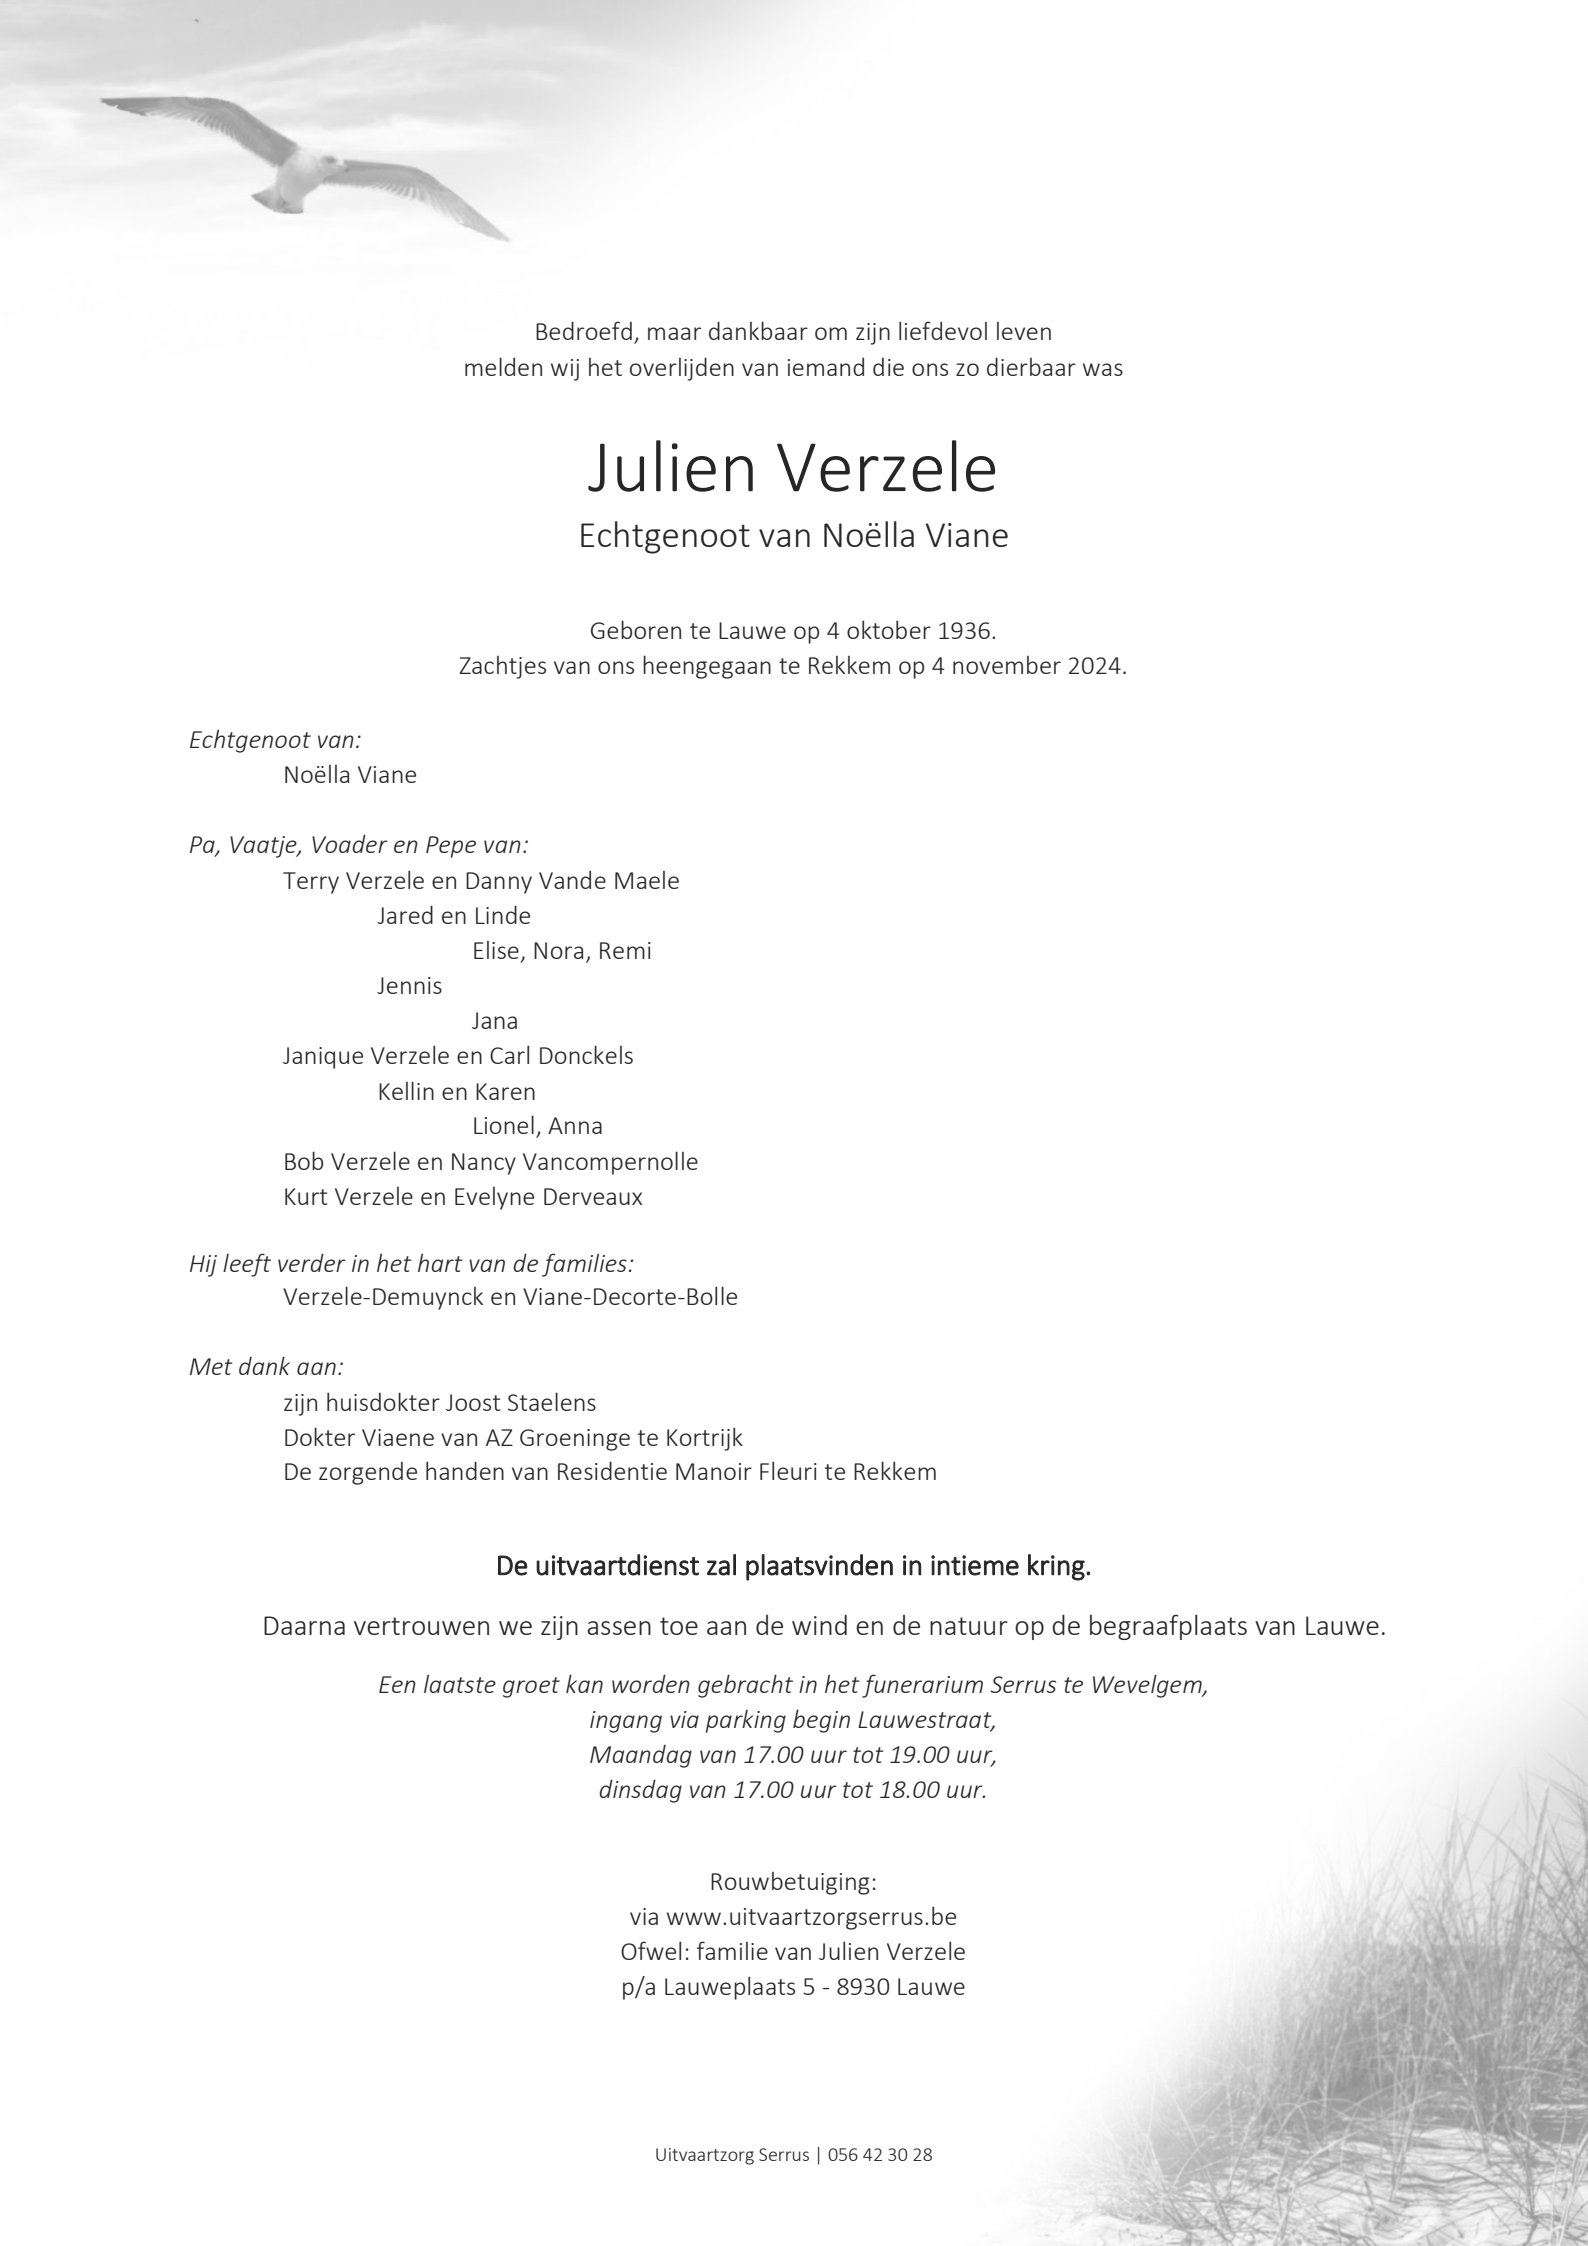 Bedroefd, maar dankbaar om zijn liefdevol leven
melden wij het overlijden van iemand die ons zo dierbaar was
Julien Verzele
Echtgenoot van Noëlla Viane
Geboren te Lauwe op 4 oktober 1936.
Zachtjes van ons heengegaan te Rekkem op 4 november 2024.
Echtgenoot van:
Noëlla Viane
Pa, Vaatje, Voader en Pepe van:
Terry Verzele en Danny Vande Maele
Jared en Linde
Elise, Nora, Remi
Jennis
Jana
Janique Verzele en Carl Donckels
Kellin en Karen
Lionel, Anna
Bob Verzele en Nancy Vancompernolle
Kurt Verzele en Evelyne Derveaux
Hij leeft verder in het hart van de families:
Verzele-Demuynck en Viane-Decorte-Bolle
Met dank aan:
zijn huisdokter Joost Staelens
Dokter Viaene van AZ Groeninge te Kortrijk
De zorgende handen van Residentie Manoir Fleuri te Rekkem
De uitvaartdienst zal plaatsvinden in intieme kring.
Daarna vertrouwen we zijn assen toe aan de wind en de natuur op de begraafplaats van Lauwe.
Een laatste groet kan worden gebracht in het funerarium Serrus te Wevelgem,
ingang via parking begin Lauwestraat,
Maandag van 17.00 uur tot 19.00 uur,
dinsdag van 17.00 uur tot 18.00 uur.
Rouwbetuiging:
via www.uitvaartzorgserrus.be
Ofwel: familie van Julien Verzele
p/a Lauweplaats 5 - 8930 Lauwe
Uitvaartzorg Serrus | 056 42 30 28